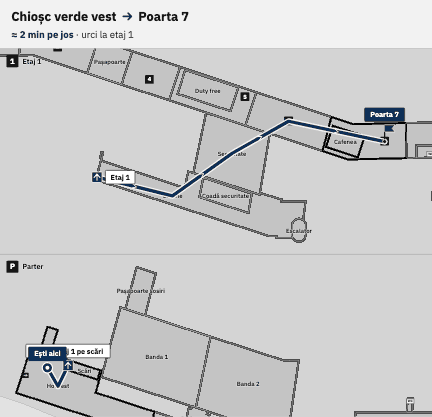 Chioșc verde vest → Poarta 7
≈ 2 min pe jos · urci la etaj 1
1 Etaj 1
Pașapoarte
4
Duty free
5
Poarta 7
Cafenea
Etaj 1
Coadă securitate
Escalator
P Parter
Banda 1
Banda 2
Ești aici
1 pe scări
Scări